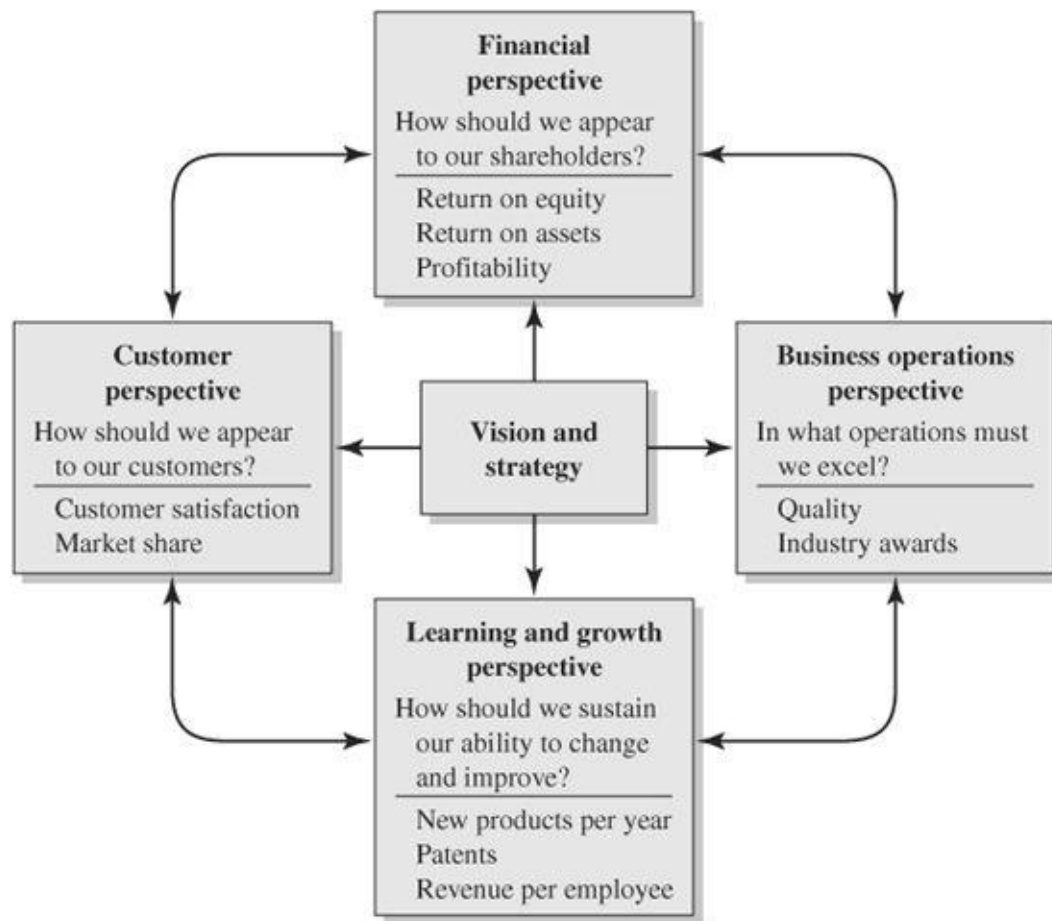 Financial
perspective
How should we appear
to our shareholders?
Return on equity
Return on assets
Profitability
Customer
perspective
How should we appear
to our customers?
Customer satisfaction
Market share
Vision and
strategy
Business operations
perspective
In what operations must
we excel?
Quality
Industry awards
Learning and growth
perspective
How should we sustain
our ability to change
and improve?
New products per year
Patents
Revenue per employee